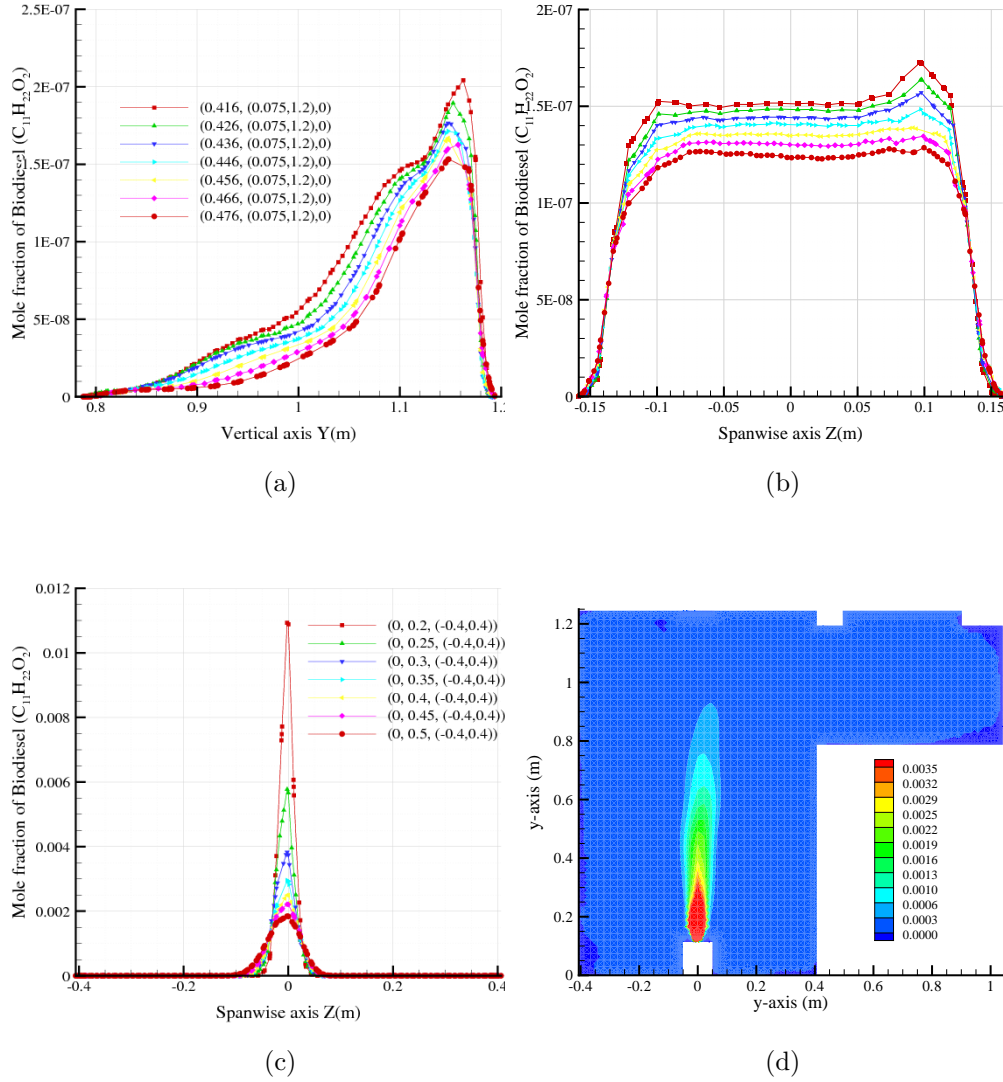 2.5E-07
2E-07
1.5E-07
1E-07
5E-08
0
Mole fraction of Biodiesel (C₁₁H₂₂O₂)
(0.416, (0.075,1.2),0)
(0.426, (0.075,1.2),0)
(0.436, (0.075,1.2),0)
(0.446, (0.075,1.2),0)
(0.456, (0.075,1.2),0)
(0.466, (0.075,1.2),0)
(0.476, (0.075,1.2),0)
0.8 0.9 1 1.1
Vertical axis Y(m)
(a)
2E-07
1.5E-07
1E-07
5E-08
0
Mole fraction of Biodiesel (C₁₁H₂₂O₂)
-0.15 -0.1 -0.05 0 0.05 0.1 0.15
Spanwise axis Z(m)
(b)
0.012
0.01
0.008
0.006
0.004
0.002
0
Mole fraction of Biodiesel (C₁₁H₂₂O₂)
(0, 0.2, (-0.4,0.4))
(0, 0.25, (-0.4,0.4))
(0, 0.3, (-0.4,0.4))
(0, 0.35, (-0.4,0.4))
(0, 0.4, (-0.4,0.4))
(0, 0.45, (-0.4,0.4))
(0, 0.5, (-0.4,0.4))
-0.4 -0.2 0 0.2 0.4
Spanwise axis Z(m)
(c)
1.2
1
0.8
0.6
0.4
0.2
0
y-axis (m)
0.0035
0.0032
0.0029
0.0022
0.0016
0.0013
0.0010
0.0006
0.0003
0.0000
-0.4 -0.2 0 0.2 0.4 0.6 0.8 1
y-axis (m)
(d)